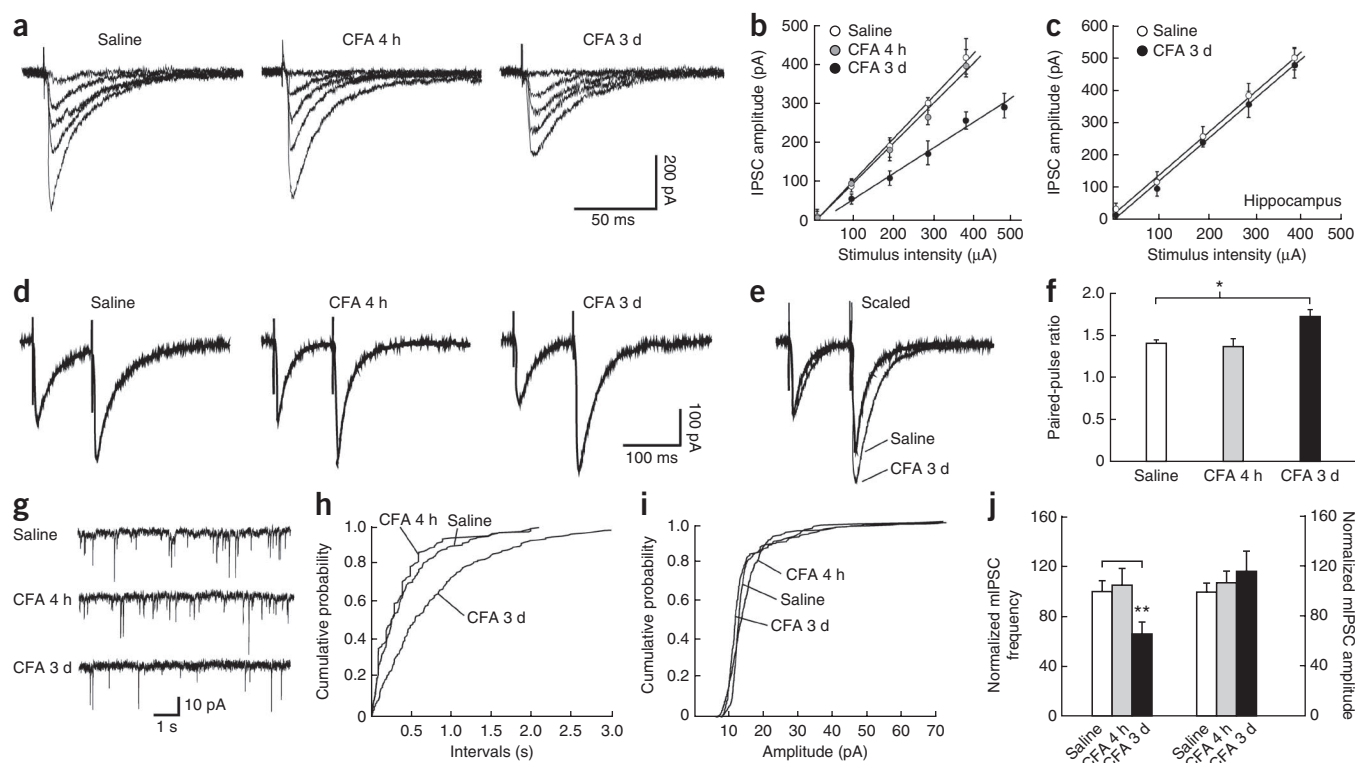 a
Saline
CFA 4 h
CFA 3 d
200 pA
50 ms
b
Saline
CFA 4 h
CFA 3 d
IPSC amplitude (pA)
500
400
300
200
100
0
0
100
200
300
400
500
Stimulus intensity (µA)
c
Saline
CFA 3 d
IPSC amplitude (pA)
600
500
400
300
200
100
0
Hippocampus
0
100
200
300
400
500
Stimulus intensity (µA)
d
Saline
CFA 4 h
CFA 3 d
100 pA
100 ms
e
Scaled
Saline
CFA 3 d
f
*
Paired-pulse ratio
2.0
1.5
1.0
0.5
0
Saline
CFA 4 h
CFA 3 d
g
Saline
CFA 4 h
CFA 3 d
10 pA
1 s
h
CFA 4 h
Saline
CFA 3 d
Cumulative probability
1.0
0.8
0.6
0.4
0.2
0
0.5
1.0
1.5
2.0
2.5
3.0
Intervals (s)
i
CFA 4 h
Saline
CFA 3 d
Cumulative probability
1.0
0.8
0.6
0.4
0.2
0
10
20
30
40
50
60
70
Amplitude (pA)
j
Normalized mIPSC
frequency
160
120
80
40
0
**
160
120
80
40
0
Normalized mIPSC
amplitude
Saline
CFA 4 h
CFA 3 d
Saline
CFA 4 h
CFA 3 d